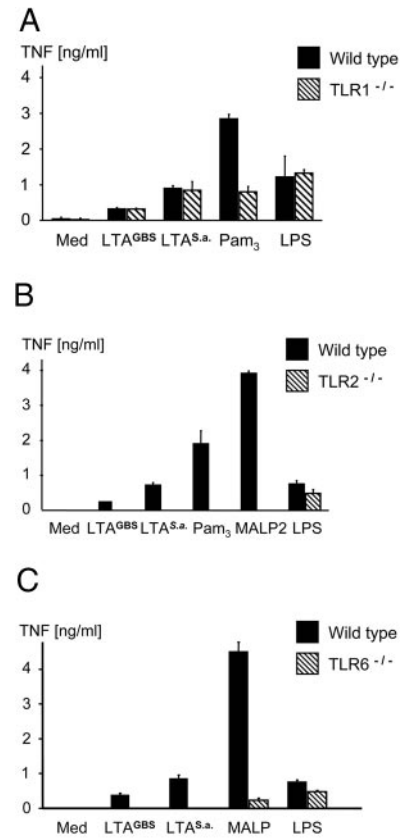 A
TNF [ng/ml]
Wild type
TLR1 -/-
4
3
2
1
0
Med LTAGBS LTAS.a. Pam3 LPS
B
TNF [ng/ml]
Wild type
TLR2 -/-
4
3
2
1
0
Med LTAGBS LTAS.a. Pam3 MALP2 LPS
C
TNF [ng/ml]
Wild type
TLR6 -/-
4
3
2
1
0
Med LTAGBS LTAS.a. MALP LPS